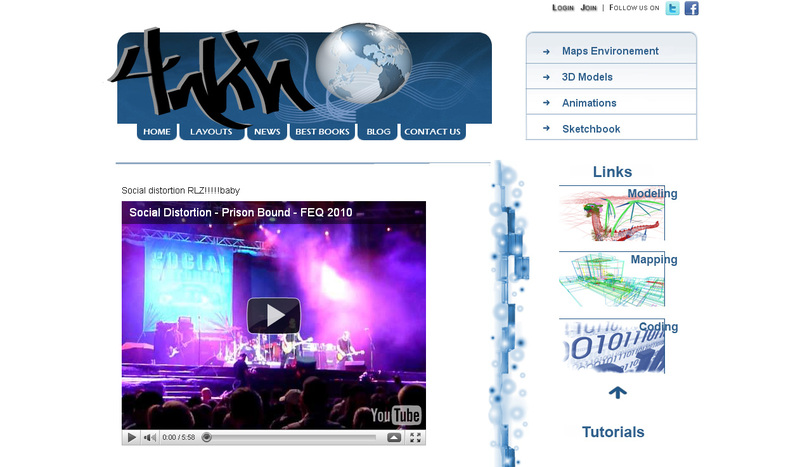 LOGIN JOIN | FOLLOW US ON
HOME LAYOUTS NEWS BEST BOOKS BLOG CONTACT US
Maps Environement
3D Models
Animations
Sketchbook
Social distortion RLZ!!!!!baby
Social Distortion - Prison Bound - FEQ 2010
SOCIAL
YouTube
0:00 / 5:58
Links
Modeling
Mapping
Coding
Tutorials